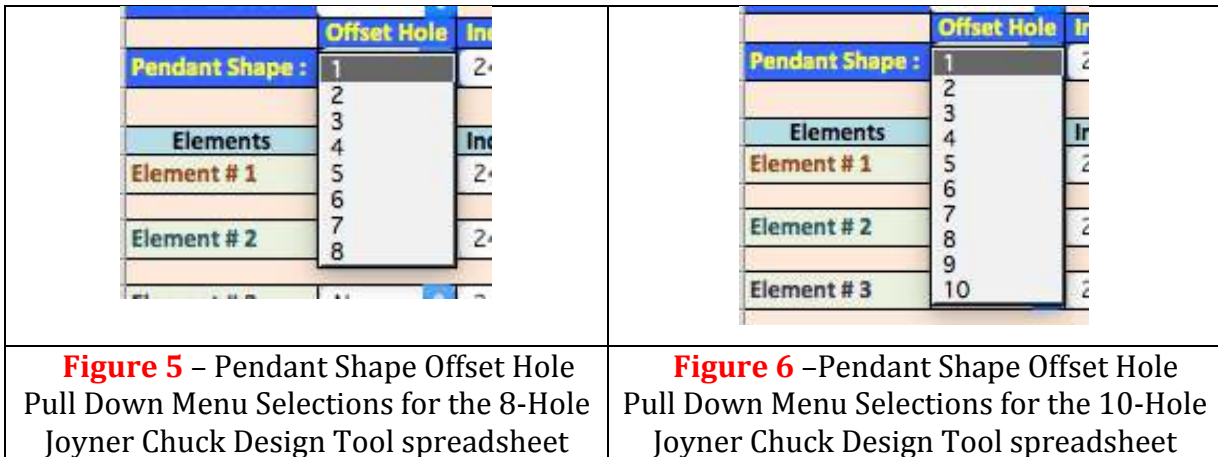 Offset Hole
Pendant Shape :
1
2
3
4
5
6
7
8
Elements
Element # 1
Element # 2
Offset Hole
Pendant Shape :
1
2
3
4
5
6
7
8
9
10
Elements
Element # 1
Element # 2
Element # 3
Figure 5 – Pendant Shape Offset Hole
Pull Down Menu Selections for the 8-Hole
Joyner Chuck Design Tool spreadsheet
Figure 6 –Pendant Shape Offset Hole
Pull Down Menu Selections for the 10-Hole
Joyner Chuck Design Tool spreadsheet